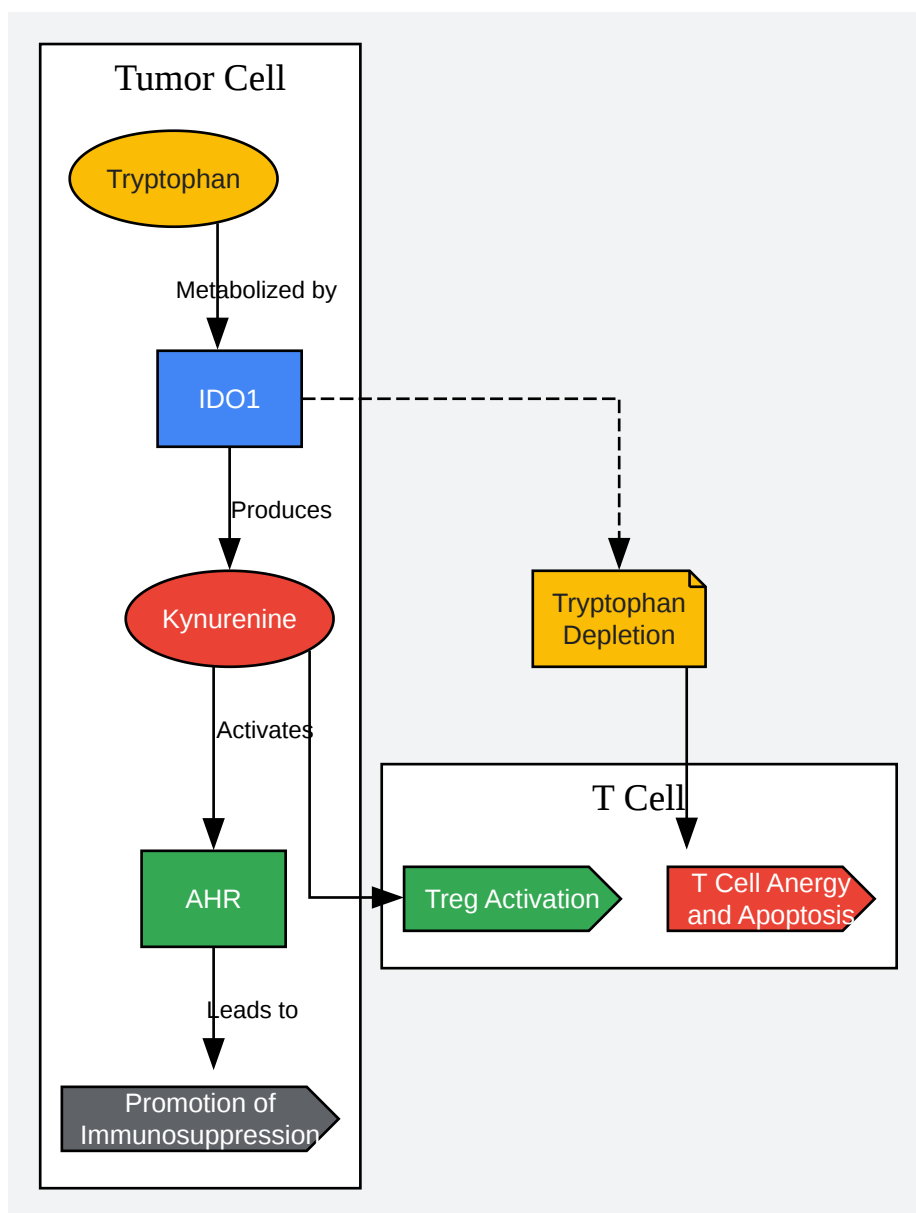 Tumor Cell
Tryptophan
Metabolized by
IDO1
Produces
Kynurenine
Tryptophan
Depletion
Activates
T Cell
AHR
Treg Activation
T Cell Anergy
and Apoptosis
Leads to
Promotion of
Immunosuppression